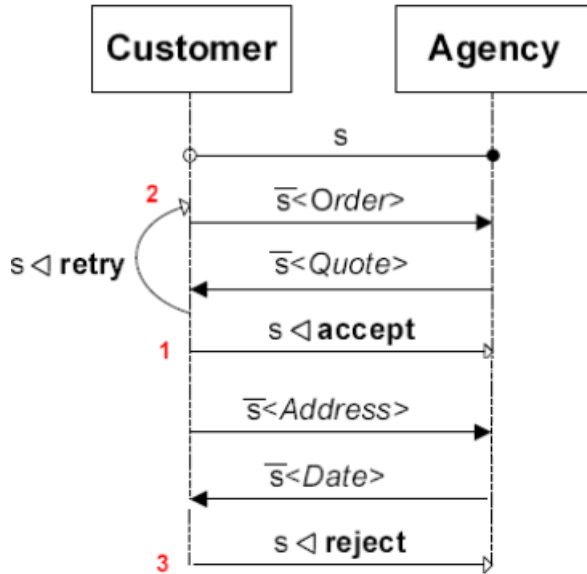 Customer
Agency
s
2
s̅<Order>
s ◁ retry
s̅<Quote>
1
s ◁ accept
s̅<Address>
s̅<Date>
3
s ◁ reject